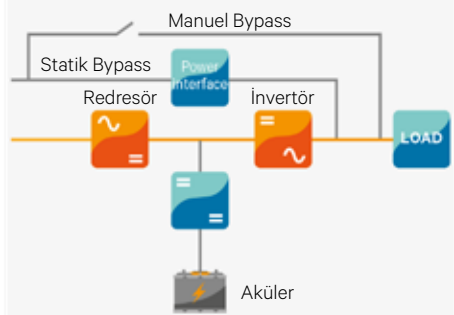 Manuel Bypass
Statik Bypass
Power
Interface
Redresör
İnvertör
LOAD
Aküler